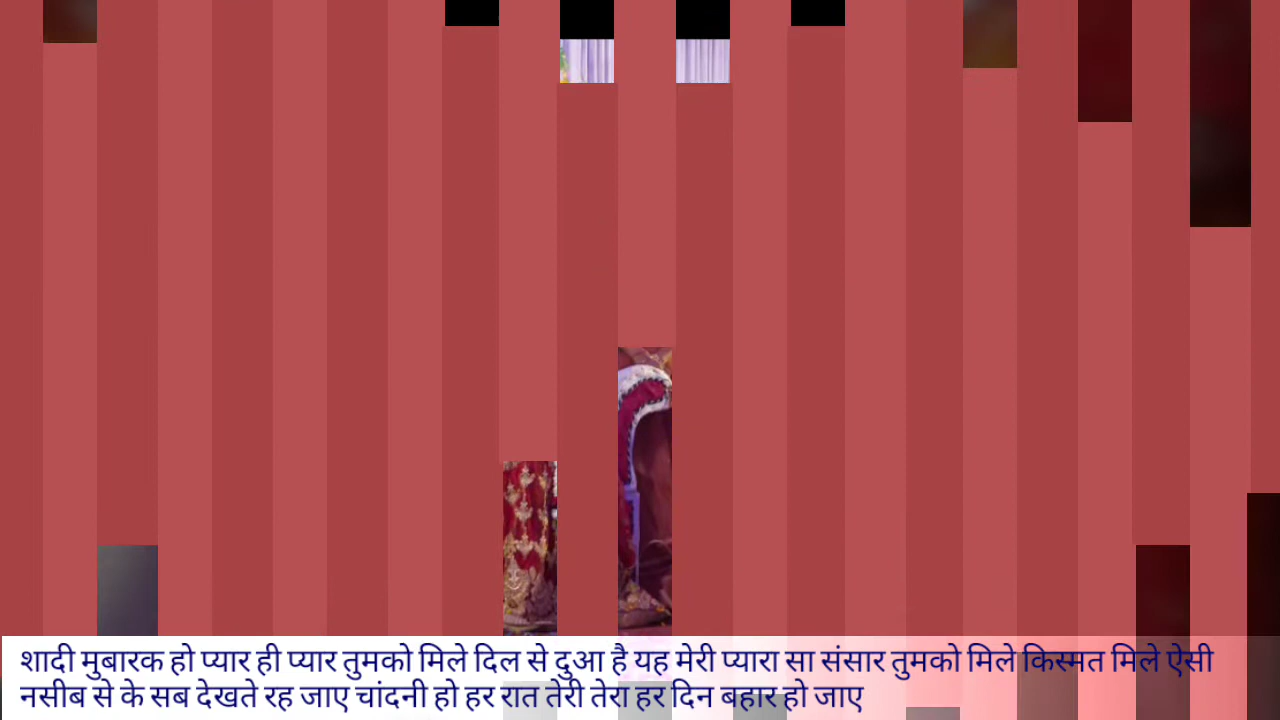 शादी मुबारक हो प्यार ही प्यार तुमको मिले दिल से दुआ है यह मेरी प्यारा सा संसार तुमको मिले किस्मत मिले ऐसी
नसीब से के सब देखते रह जाए चांदनी हो हर रात तेरी तेरा हर दिन बहार हो जाए